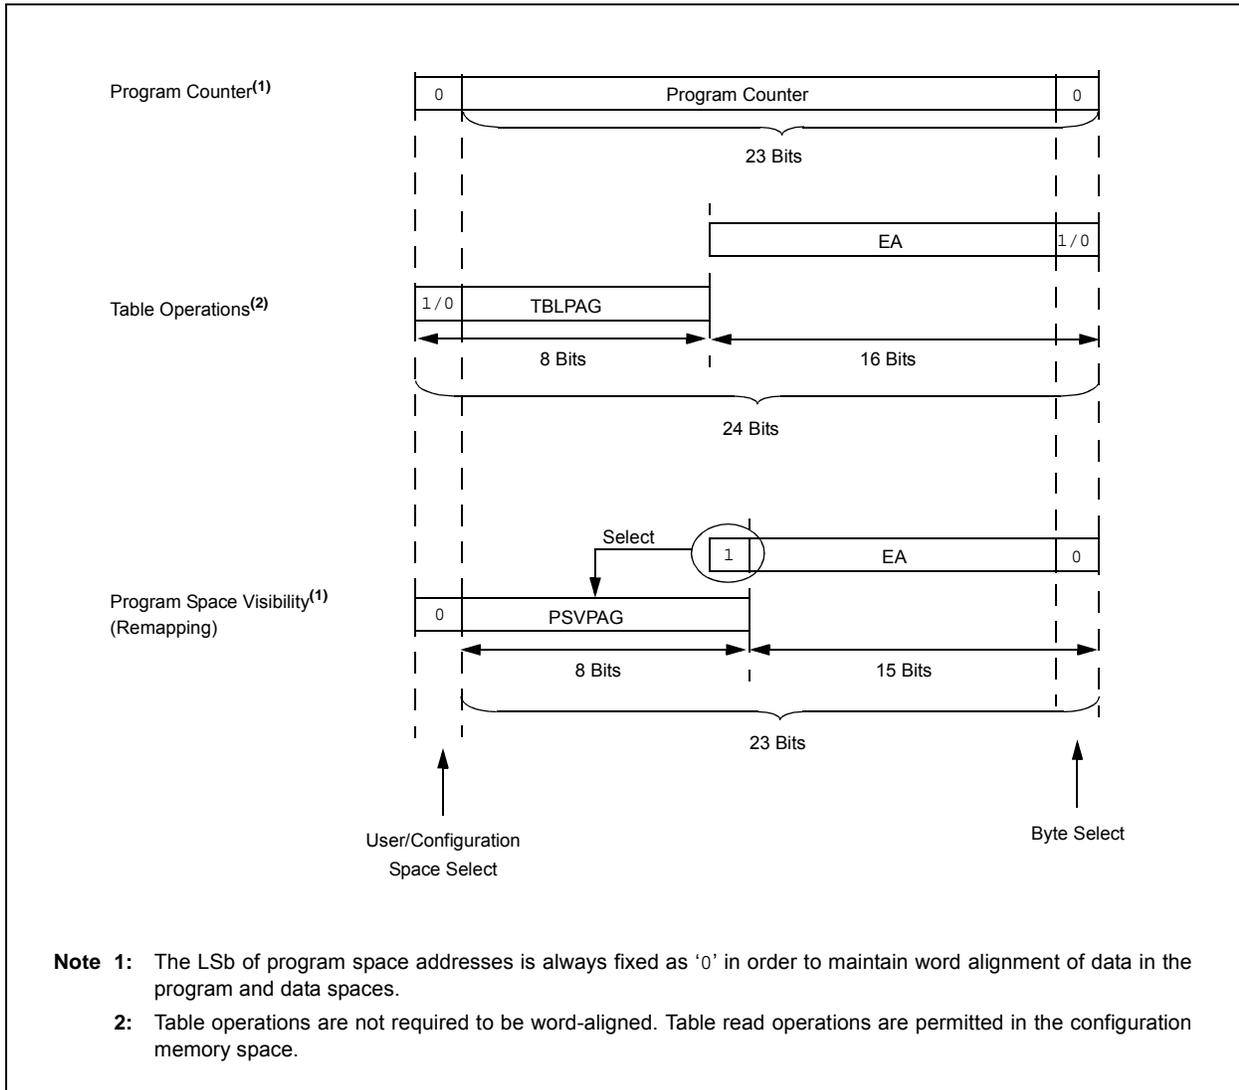 Program Counter(1)
0
Program Counter
0
23 Bits
EA
1/0
Table Operations(2)
1/0
TBLPAG
8 Bits
16 Bits
24 Bits
Select
1
EA
0
Program Space Visibility(1)
(Remapping)
0
PSVPAG
8 Bits
15 Bits
23 Bits
User/Configuration
Space Select
Byte Select
Note 1: The LSb of program space addresses is always fixed as ‘0’ in order to maintain word alignment of data in the
program and data spaces.
2: Table operations are not required to be word-aligned. Table read operations are permitted in the configuration
memory space.